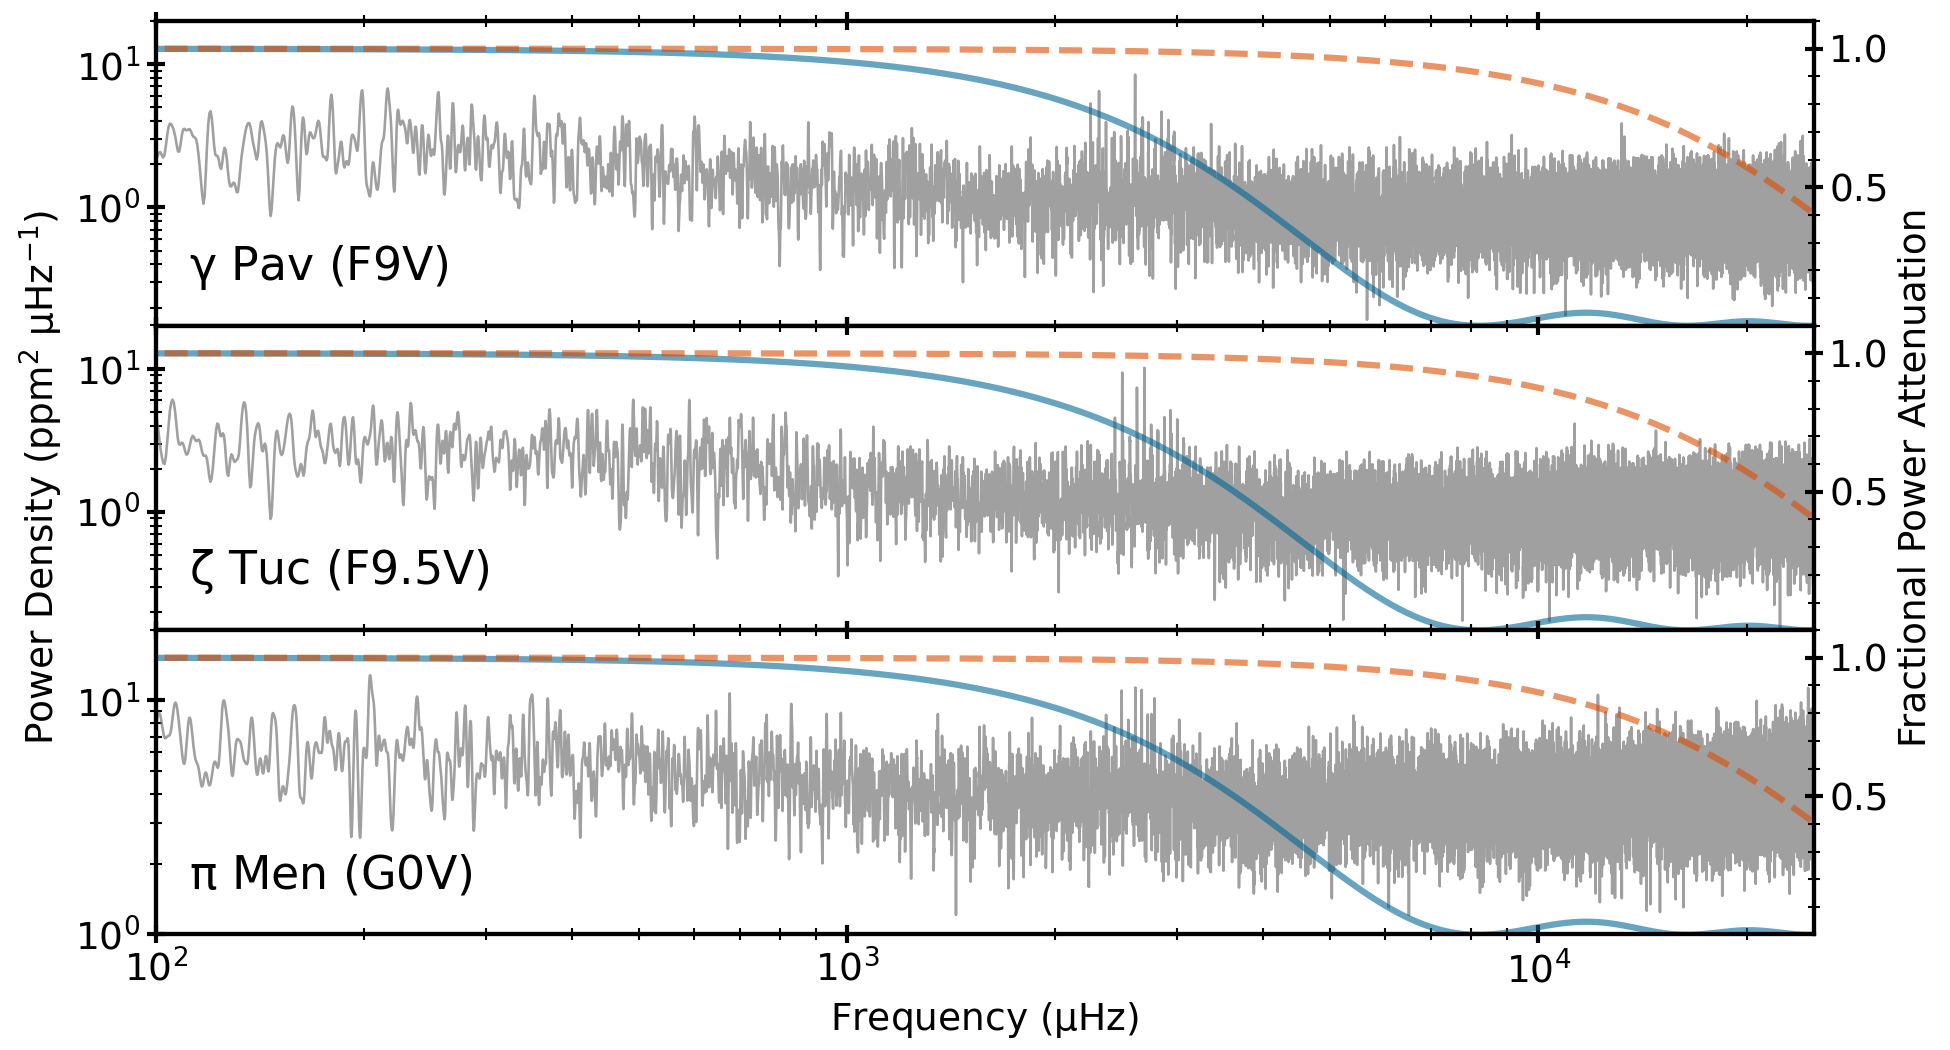 10¹
10⁰
1.0
0.5
γ Pav (F9V)
10¹
10⁰
1.0
0.5
ζ Tuc (F9.5V)
10¹
10⁰
1.0
0.5
π Men (G0V)
10²
10³
10⁴
Frequency (μHz)
Power Density (ppm² μHz⁻¹)
Fractional Power Attenuation